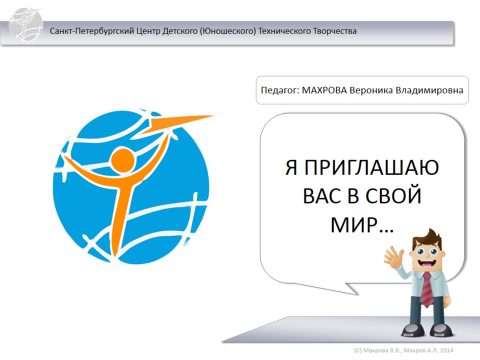 Санкт-Петербургский Центр Детского (Юношеского) Технического Творчества
Педагог: МАХРОВА Вероника Владимировна
Я ПРИГЛАШАЮ
ВАС В СВОЙ
МИР...
(С) Махрова В.В., Махров А.Л. 2014